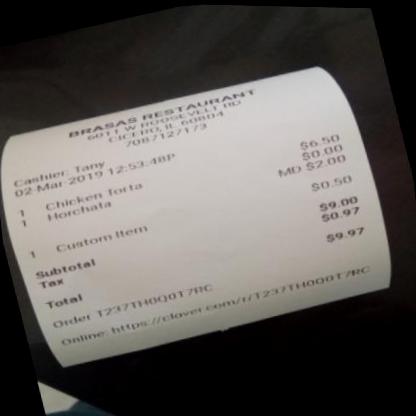 BRASAS RESTAURANT
6011 W ROOSEVELT RD
CICERO, IL 60804
7087127173
Cashier: Tany
02-Mar-2019 12:53:48P
1 Chicken Torta $6.50
1 Horchata $0.00
MD $2.00
1 Custom Item $0.50
Subtotal $9.00
Tax $0.97
Total $9.97
Order T237TH0Q0T7RC
Online: https://clover.com/r/T237TH0Q0T7RC